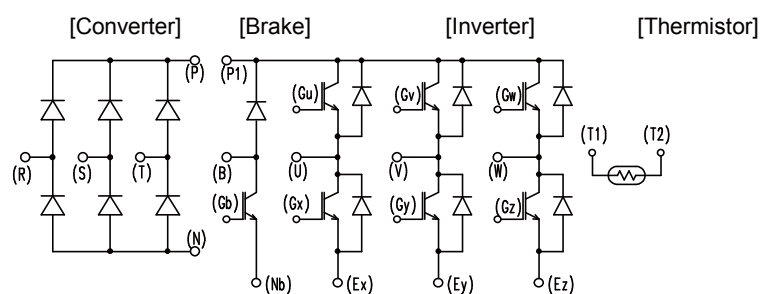 [Converter] [Brake] [Inverter] [Thermistor]
(P) (P1)
(Gu) (Gv) (Gw)
(T1) (T2)
(R) (S) (T) (B) (U) (V) (W)
(Gb) (Gx) (Gy) (Gz)
(N)
(Nb) (Ex) (Ey) (Ez)